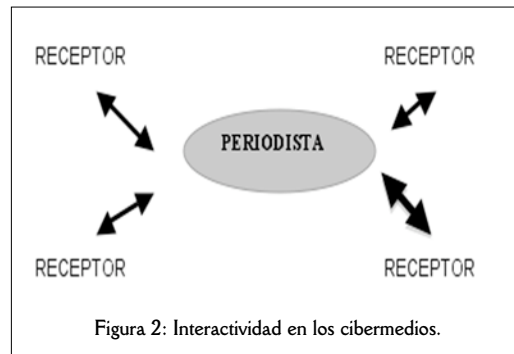 RECEPTOR RECEPTOR
PERIODISTA
RECEPTOR RECEPTOR
Figura 2: Interactividad en los cibermedios.